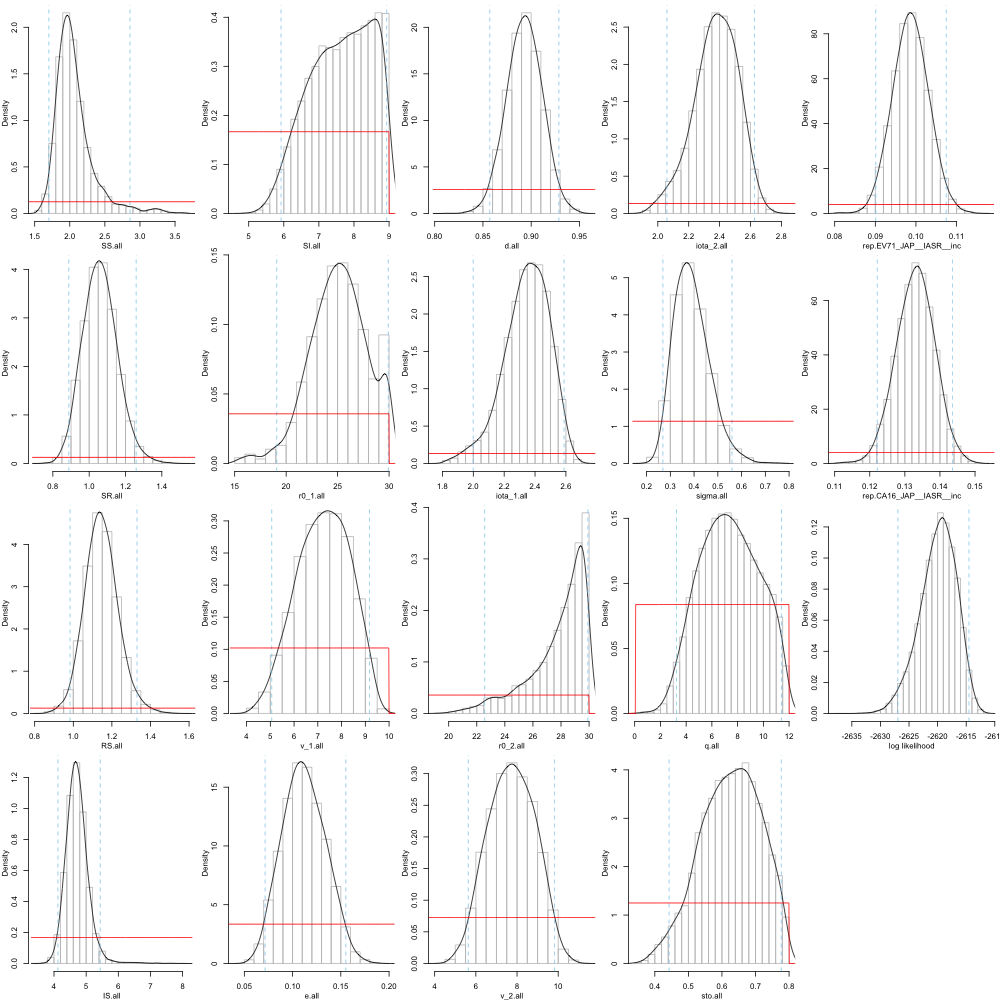 Density
0.0 0.5 1.0 1.5 2.0
1.5 2.0 2.5 3.0 3.5
SS.all
Density
0.0 0.1 0.2 0.3 0.4
5 6 7 8 9
SI.all
Density
0 5 10 15 20
0.80 0.85 0.90 0.95
d.all
Density
0.0 0.5 1.0 1.5 2.0 2.5
2.0 2.2 2.4 2.6 2.8
iota_2.all
Density
0 20 40 60 80
0.08 0.09 0.10 0.11
rep.EV71_JAP__IASR__inc
Density
0 1 2 3 4
0.8 1.0 1.2 1.4
SR.all
Density
0.00 0.05 0.10 0.15
15 20 25 30
r0_1.all
Density
0.0 0.5 1.0 1.5 2.0 2.5
1.8 2.0 2.2 2.4 2.6
iota_1.all
Density
0 1 2 3 4 5
0.2 0.3 0.4 0.5 0.6 0.7 0.8
sigma.all
Density
0 20 40 60
0.11 0.12 0.13 0.14 0.15
rep.CA16_JAP__IASR__inc
Density
0 1 2 3 4
0.8 1.0 1.2 1.4 1.6
RS.all
Density
0.00 0.05 0.10 0.15 0.20 0.25 0.30
4 5 6 7 8 9 10
v_1.all
Density
0.0 0.1 0.2 0.3 0.4
20 22 24 26 28 30
r0_2.all
Density
0.00 0.05 0.10 0.15
0 2 4 6 8 10 12
q.all
Density
0.00 0.02 0.04 0.06 0.08 0.10 0.12
-2635 -2630 -2625 -2620 -2615 -261
log likelihood
Density
0.0 0.2 0.4 0.6 0.8 1.0 1.2
4 5 6 7 8
IS.all
Density
0 5 10 15
0.05 0.10 0.15 0.20
e.all
Density
0.00 0.05 0.10 0.15 0.20 0.25 0.30
4 6 8 10
v_2.all
Density
0 1 2 3 4
0.4 0.5 0.6 0.7 0.8
sto.all